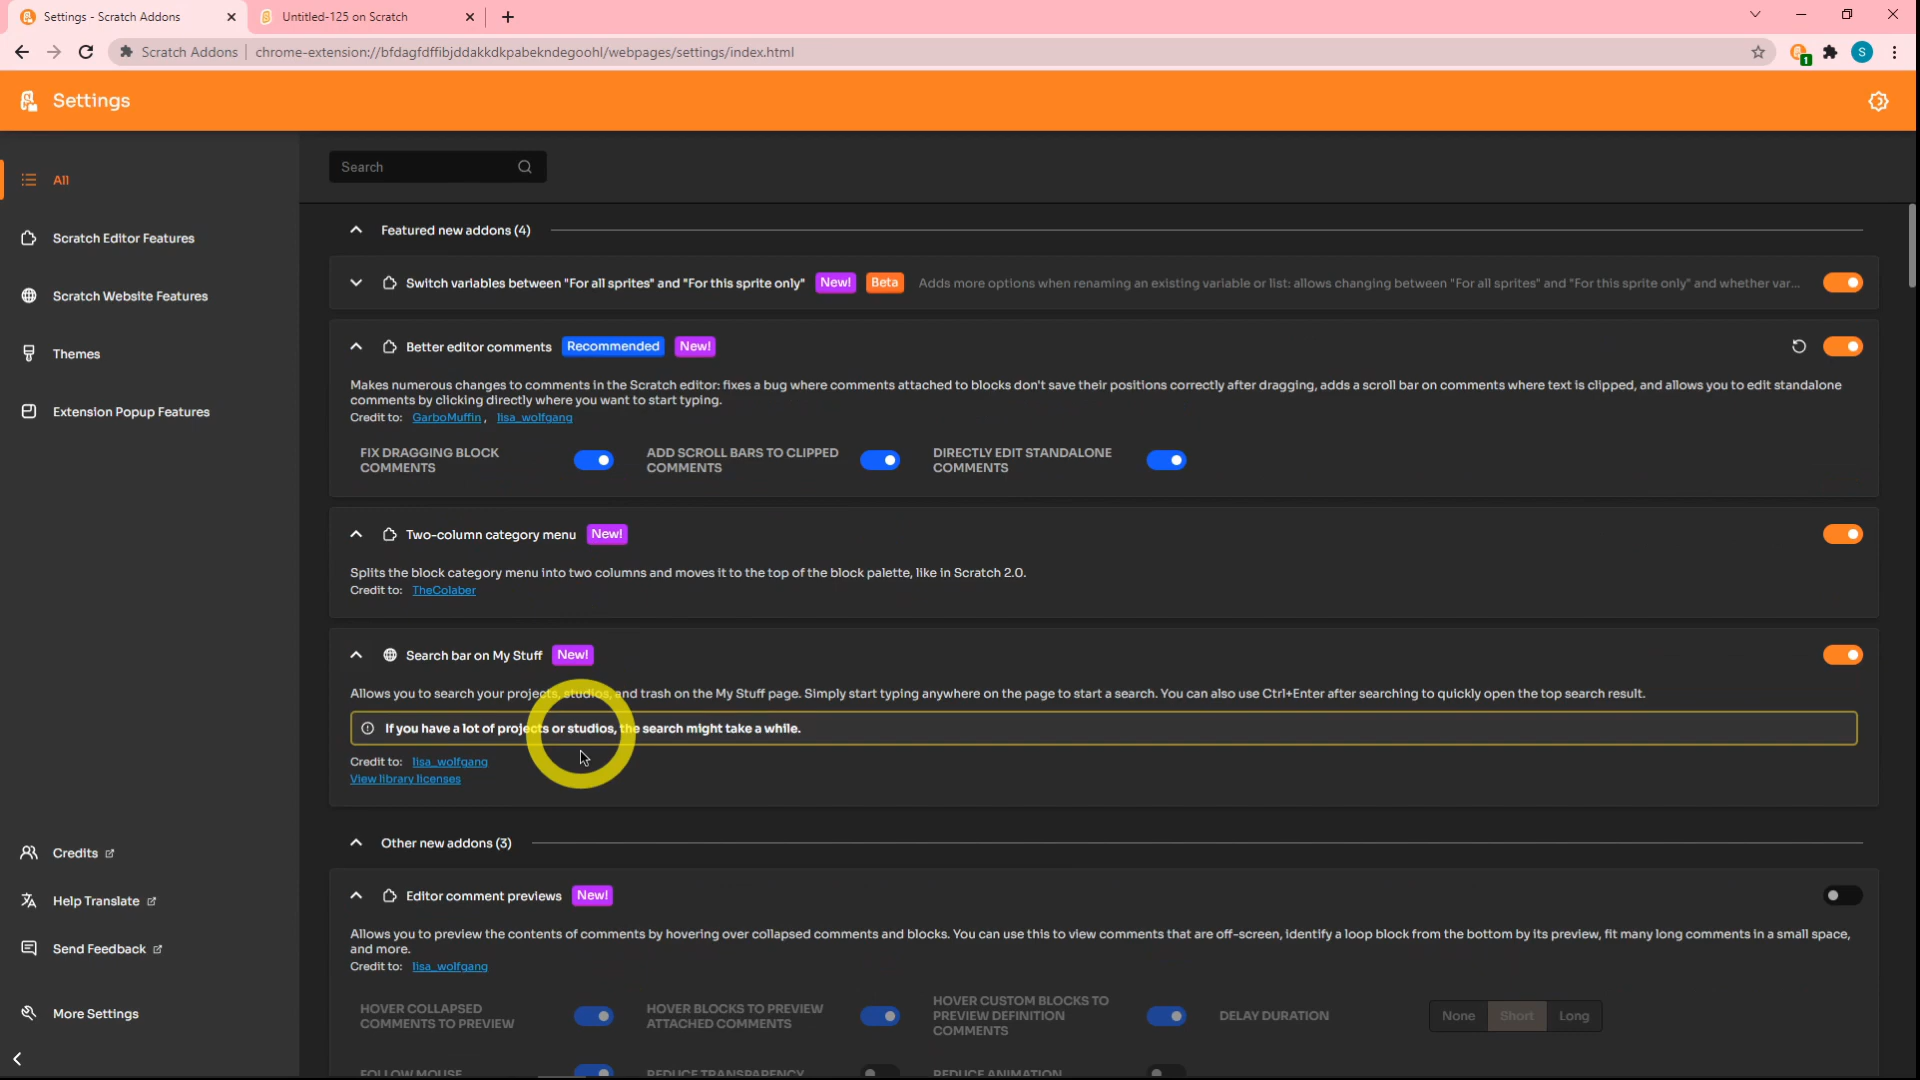 Settings - Scratch Addons
Untitled-125 on Scratch
Scratch Addons
chrome-extension://bfdagfdffibjddakkdkpabekndegoohl/webpages/settings/index.html
S
1
Settings
All
Scratch Editor Features
Scratch Website Features
Themes
Extension Popup Features
Credits
Help Translate
Send Feedback
More Settings
Search
Featured new addons (4)
Switch variables between "For all sprites" and "For this sprite only" New! Beta Adds more options when renaming an existing variable or list: allows changing between "For all sprites" and "For this sprite only" and whether var...
Better editor comments Recommended New!
Makes numerous changes to comments in the Scratch editor: fixes a bug where comments attached to blocks don't save their positions correctly after dragging, adds a scroll bar on comments where text is clipped, and allows you to edit standalone
comments by clicking directly where you want to start typing.
Credit to: GarboMuffin, lisa_wolfgang
FIX DRAGGING BLOCK
COMMENTS
ADD SCROLL BARS TO CLIPPED
COMMENTS
DIRECTLY EDIT STANDALONE
COMMENTS
Two-column category menu New!
Splits the block category menu into two columns and moves it to the top of the block palette, like in Scratch 2.0.
Credit to: TheColaber
Search bar on My Stuff New!
Allows you to search your projects, studios, and trash on the My Stuff page. Simply start typing anywhere on the page to start a search. You can also use Ctrl+Enter after searching to quickly open the top search result.
If you have a lot of projects or studios, the search might take a while.
Credit to: lisa_wolfgang
View library licenses
Other new addons (3)
Editor comment previews New!
Allows you to preview the contents of comments by hovering over collapsed comments and blocks. You can use this to view comments that are off-screen, identify a loop block from the bottom by its preview, fit many long comments in a small space,
and more.
Credit to: lisa_wolfgang
HOVER COLLAPSED
COMMENTS TO PREVIEW
HOVER BLOCKS TO PREVIEW
ATTACHED COMMENTS
HOVER CUSTOM BLOCKS TO
PREVIEW DEFINITION
COMMENTS
DELAY DURATION
None Short Long
FOLLOW MOUSE
REDUCE TRANSPARENCY
REDUCE ANIMATION